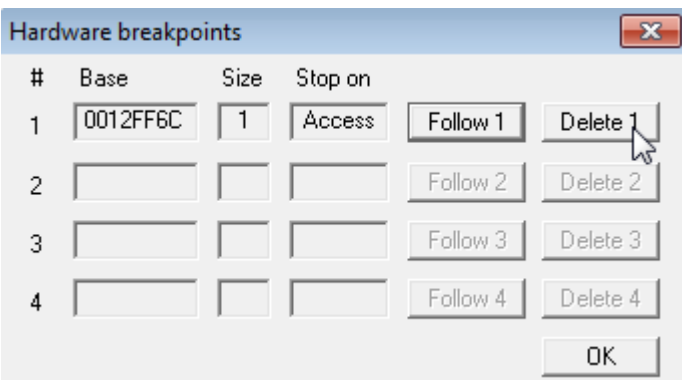 Hardware breakpoints
# Base Size Stop on
1 0012FF6C 1 Access Follow 1 Delete 1
2 Follow 2 Delete 2
3 Follow 3 Delete 3
4 Follow 4 Delete 4
OK